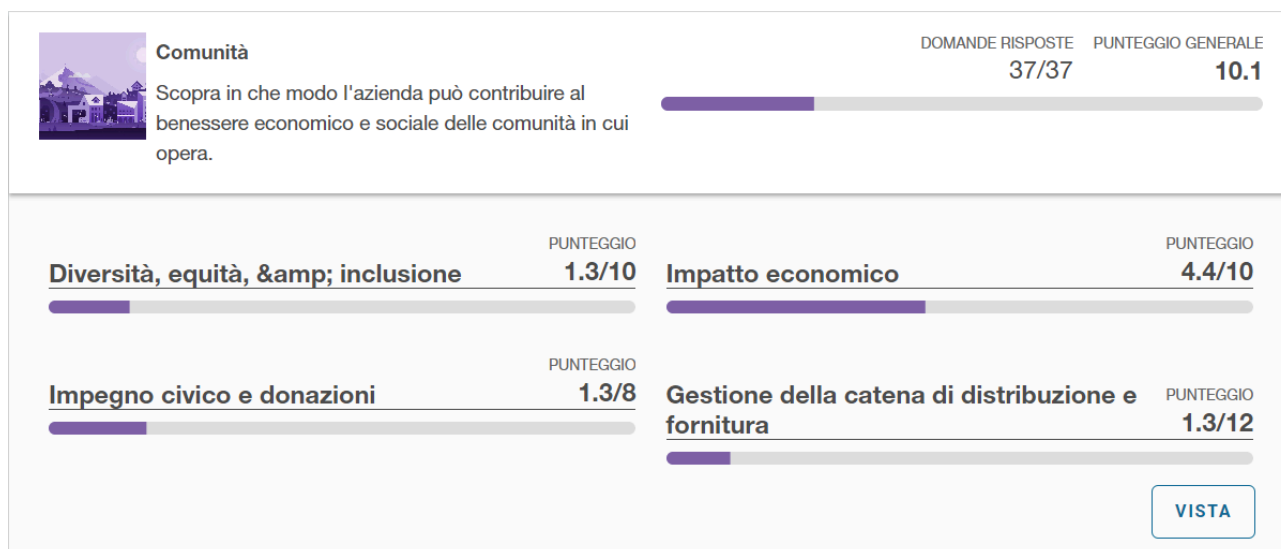 Comunità
DOMANDE RISPOSTE PUNTEGGIO GENERALE
37/37 10.1
Scopra in che modo l'azienda può contribuire al
benessere economico e sociale delle comunità in cui
opera.
PUNTEGGIO
Diversità, equità, &amp; inclusione 1.3/10
PUNTEGGIO
Impatto economico 4.4/10
PUNTEGGIO
Impegno civico e donazioni 1.3/8
Gestione della catena di distribuzione e PUNTEGGIO
fornitura 1.3/12
VISTA